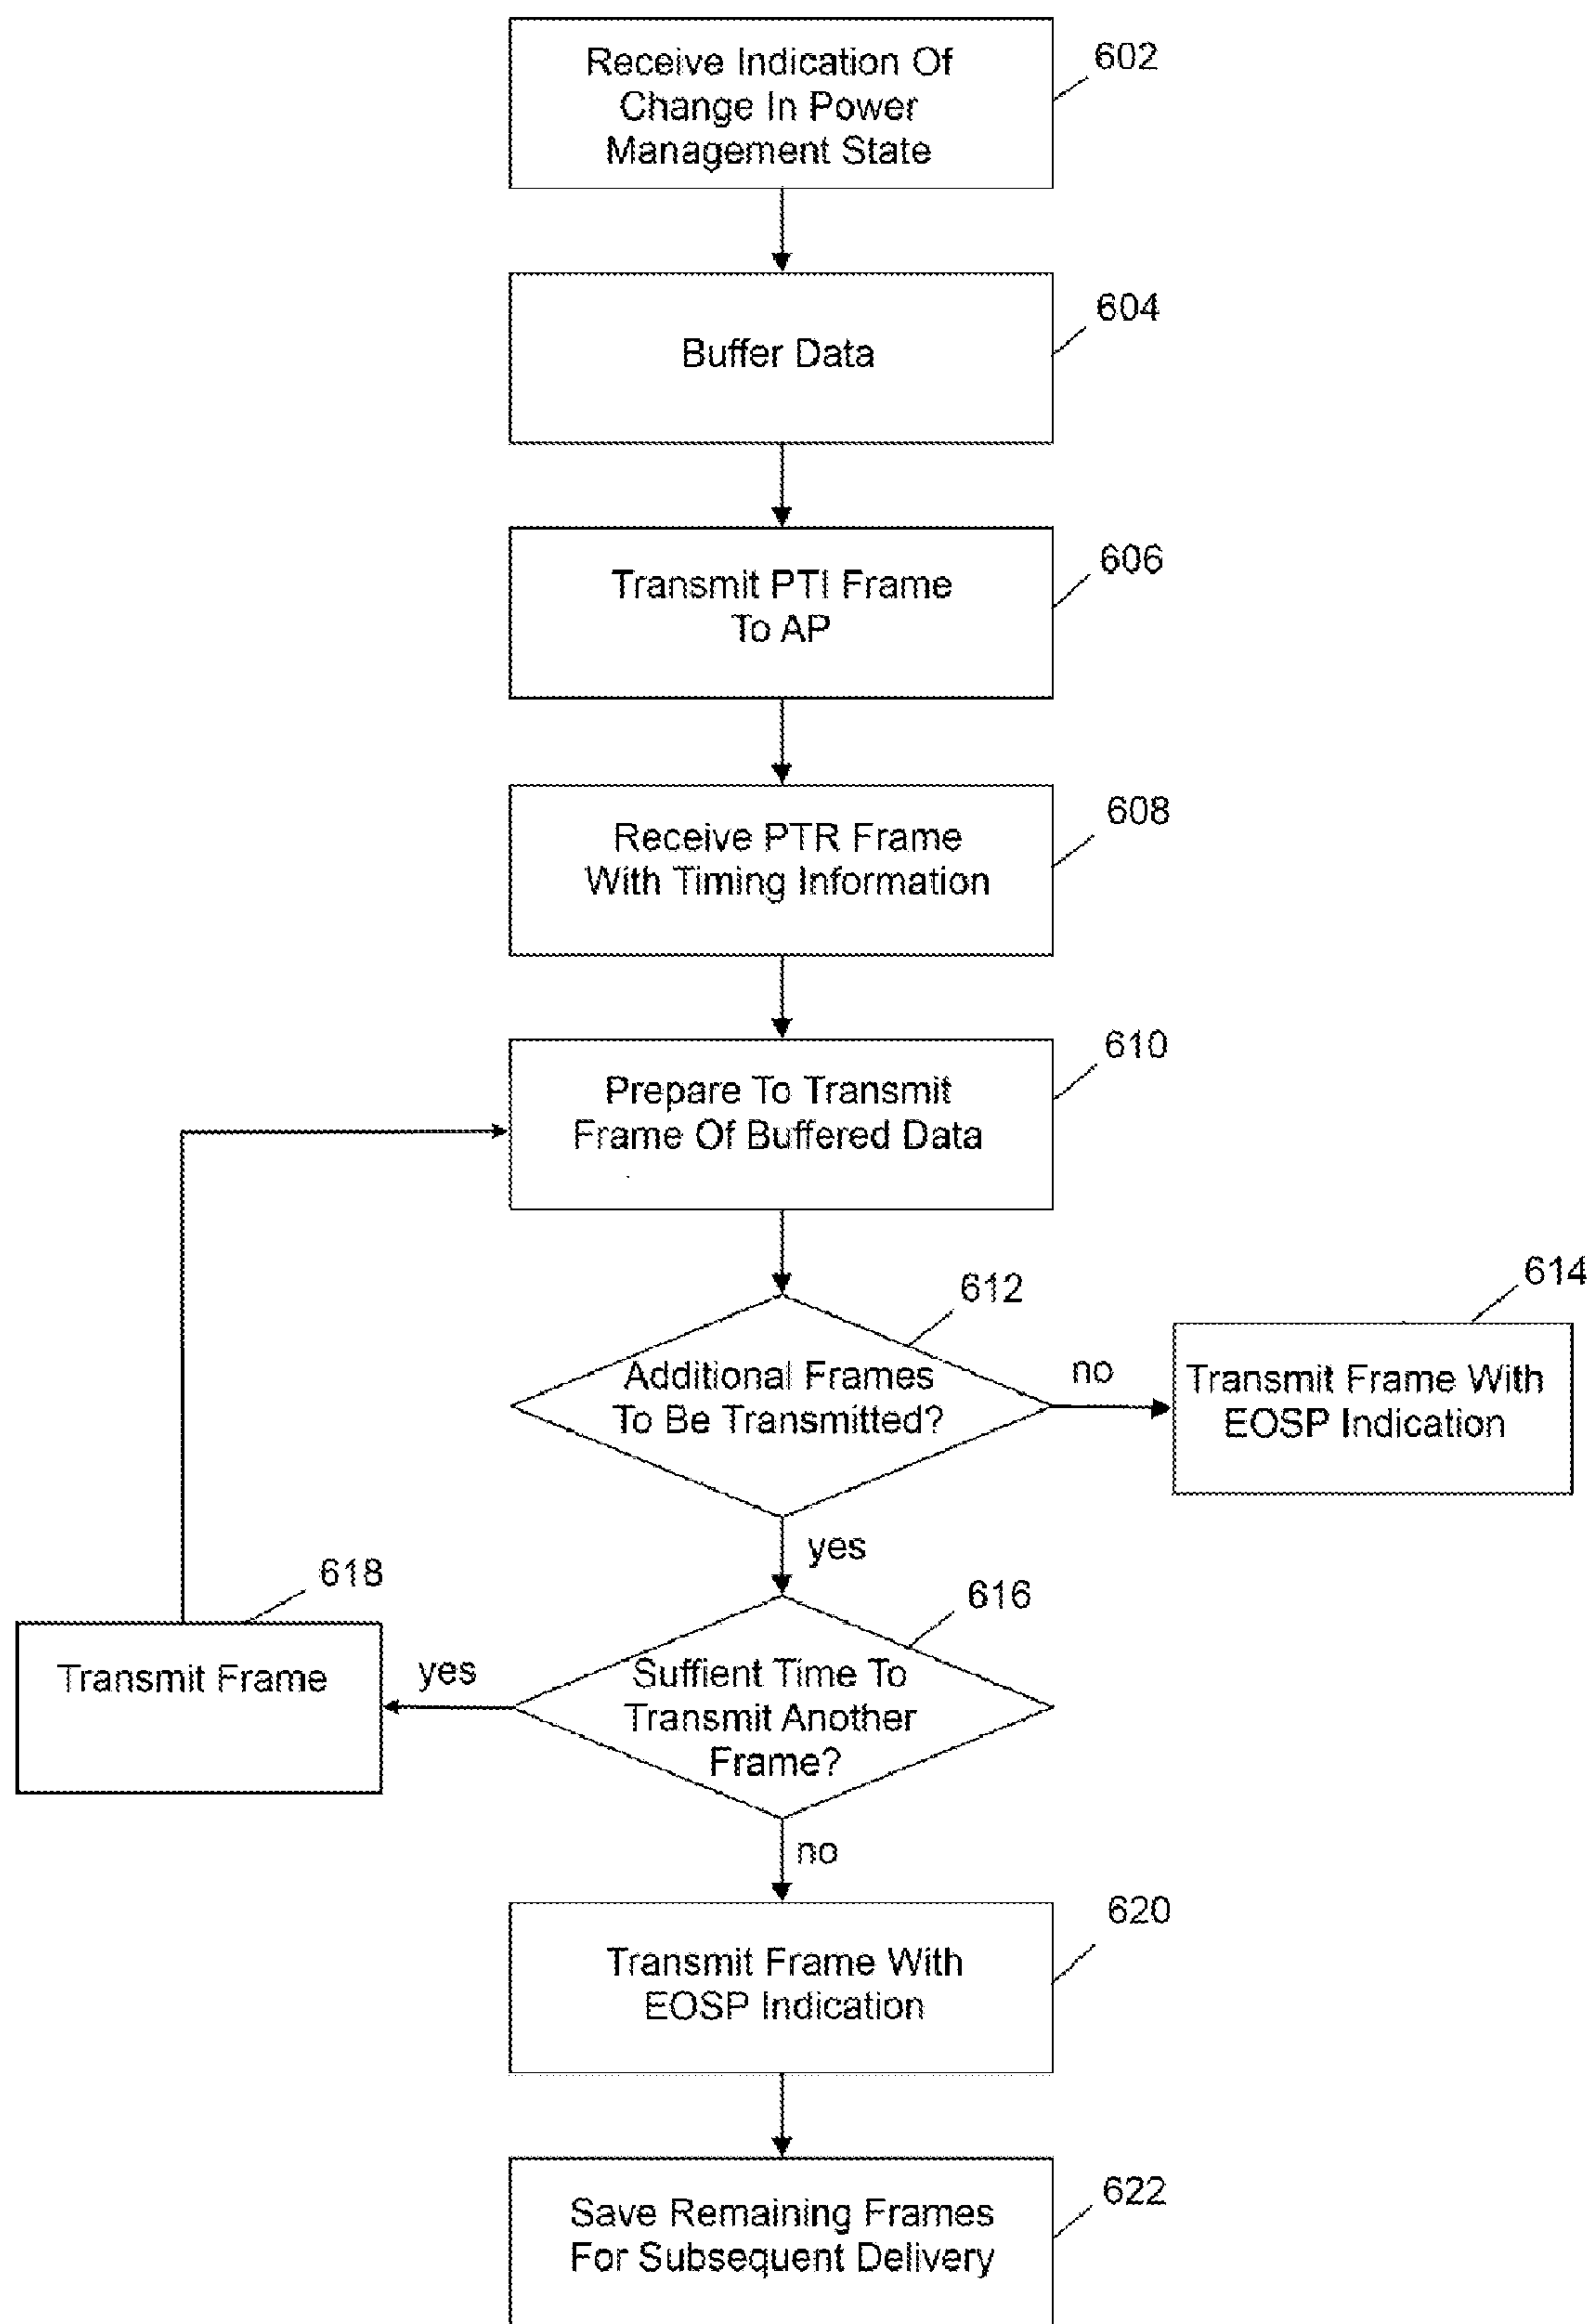 Receive Indication Of
Change In Power
Management State
602
Buffer Data
604
Transmit PTI Frame
To AP
606
Receive PTR Frame
With Timing Information
608
Prepare To Transmit
Frame Of Buffered Data
610
Additional Frames
To Be Transmitted?
612
no
Transmit Frame With
EOSP Indication
614
yes
Suffient Time To
Transmit Another
Frame?
616
yes
Transmit Frame
618
no
Transmit Frame With
EOSP Indication
620
Save Remaining Frames
For Subsequent Delivery
622